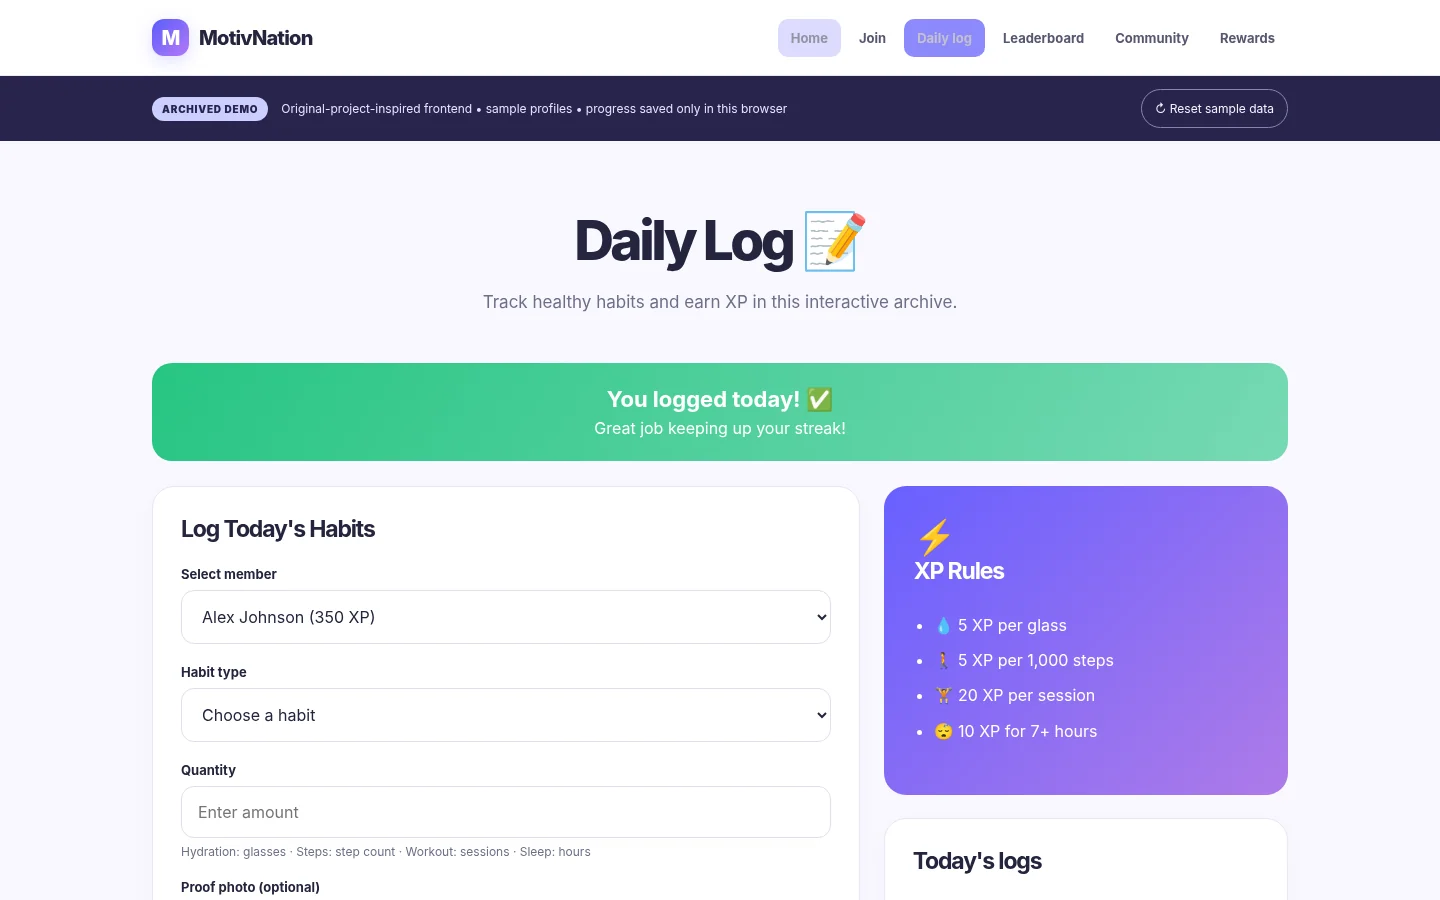 M MotivNation
Home Join Daily log Leaderboard Community Rewards
ARCHIVED DEMO Original-project-inspired frontend • sample profiles • progress saved only in this browser ↻ Reset sample data
Daily Log 📝
Track healthy habits and earn XP in this interactive archive.
You logged today! ✅
Great job keeping up your streak!
Log Today's Habits
Select member
Alex Johnson (350 XP)
Habit type
Choose a habit
Quantity
Enter amount
Hydration: glasses · Steps: step count · Workout: sessions · Sleep: hours
Proof photo (optional)
⚡
XP Rules
• 💧 5 XP per glass
• 🚶 5 XP per 1,000 steps
• 🏋 20 XP per session
• 😴 10 XP for 7+ hours
Today's logs